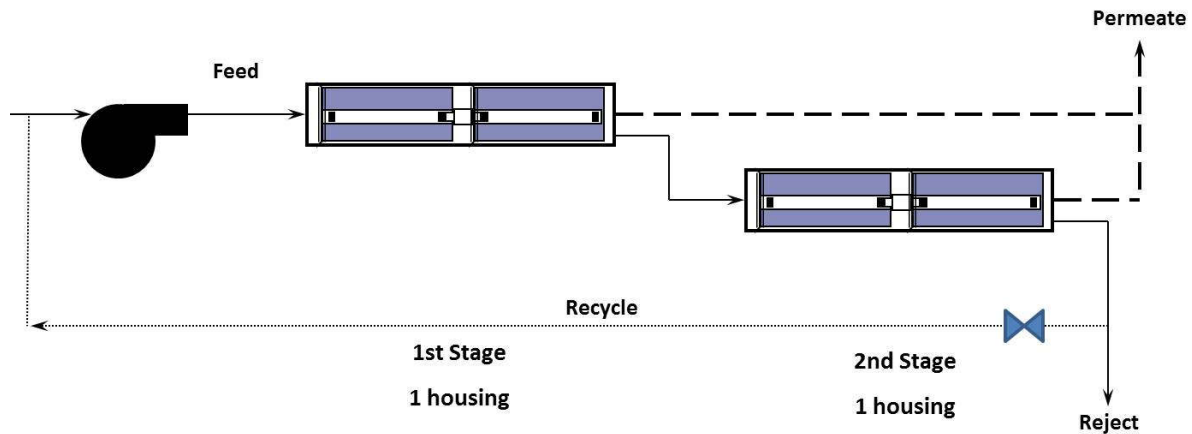 Permeate
Feed
Recycle
1st Stage
1 housing
2nd Stage
1 housing
Reject